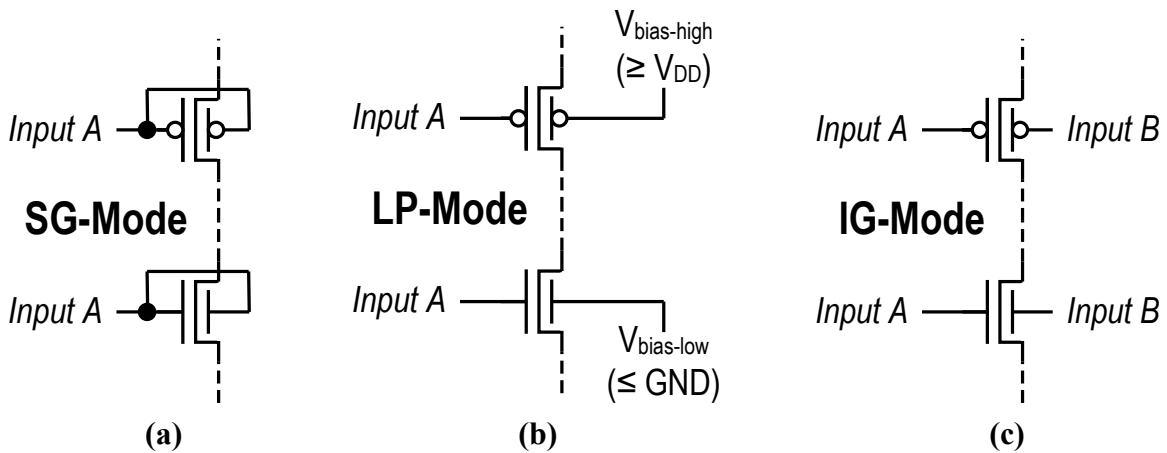 Input A
SG-Mode
Input A
(a)
V_bias-high
(≥ V_DD)
Input A
LP-Mode
Input A
V_bias-low
(≤ GND)
(b)
Input A
Input B
IG-Mode
Input A
Input B
(c)